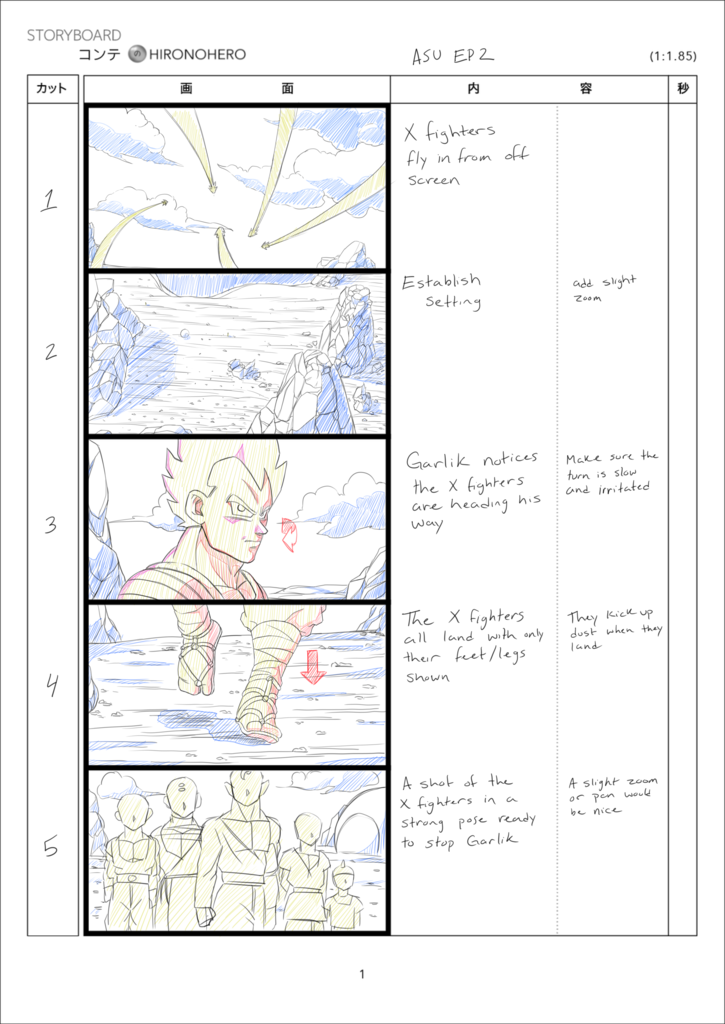 STORYBOARD
コンテ の HIRONOHERO
ASU EP2
(1:1.85)
カット 画 面 内 容 秒
1
X fighters
fly in from off
screen
2
Establish
setting
add slight
zoom
3
Garlik notices
the X fighters
are heading his
way
Make sure the
turn is slow
and irritated
4
The X fighters
all land with only
their feet/legs
shown
They kick up
dust when they
land
5
A shot of the
X fighters in a
strong pose ready
to stop Garlik
A slight zoom
or pan would
be nice
1